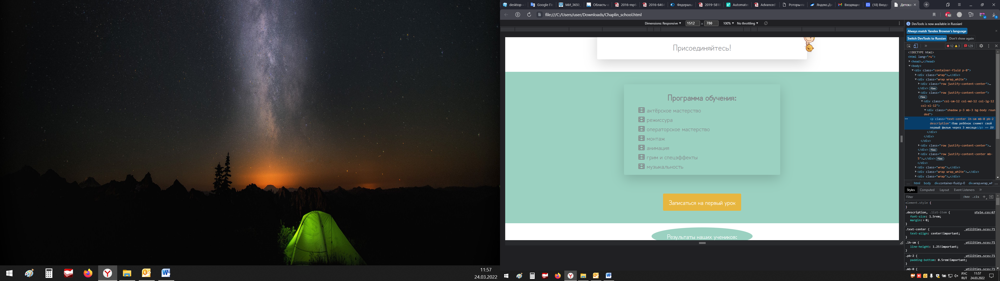 11:57
24.03.2022
desktop –
Google Пе
МИ_3650_
Область-а
2016-mp6-
2016-6464
Федераль
2019-5818
Automatec
Advanced
Роторы га
Яндекс.Ди
Входящие
(18) Входя
Детская
file:///C:/Users/user/Downloads/Chaplin_school.html
12
1
Dimensions: Responsive 1512 × 780 100% No throttling
DevTools is now available in Russian!
Always match Yandex Browser's language
Switch DevTools to Russian Don't show again
12 3 129
Присоединяйтесь!
Программа обучения:
актёрское мастерство
режиссура
операторское мастерство
монтаж
анимация
грим и спецэффекты
музыкальность
Записаться на первый урок
Результаты наших учеников:
<!DOCTYPE html>
<html lang="ru">
<head>…</head>
<body>
<div class="container-fluid p-0">
<div class="wrap">…</div>
<div class="wrap wrap_white">
<div class="row justify-content-center">…
</div> flex
<div class="row justify-content-center">
flex
<div class="col-sm-12 col-md-12 col-lg-12
col-xl-12">
<div class="shadow p-3 mb-3 bg-body roun
ded">
<p class="text-center lh-sm mb-0 pb-2
description">Ваш ребёнок снимет свой
первый фильм через 3 месяца</p> == $0
</div>
</div>
</div>
<div class="row justify-content-center">…
</div> flex
<div class="row justify-content-center mb-
5">…</div> flex
</div>
<div class="wrap">…</div>
<div class="wrap wrap_white">…</div>
<div class="wrap">…</div>
… html body div.container-fluid.p-0 div.wrap.wrap_wh …
Styles Computed Layout Event Listeners »
Filter :hov .cls +
element.style {
}
.description, .list-item { style.css:67
font-size: 1.5rem;
margin: 0;
}
.text-center { _utilities.scss:71
text-align: center!important;
}
.lh-sm { _utilities.scss:71
line-height: 1.25!important;
}
.pb-2 { _utilities.scss:71
padding-bottom: 0.5rem!important;
}
.mb-0 { _utilities.scss:71
РУС
RUT
11:57
24.03.2022